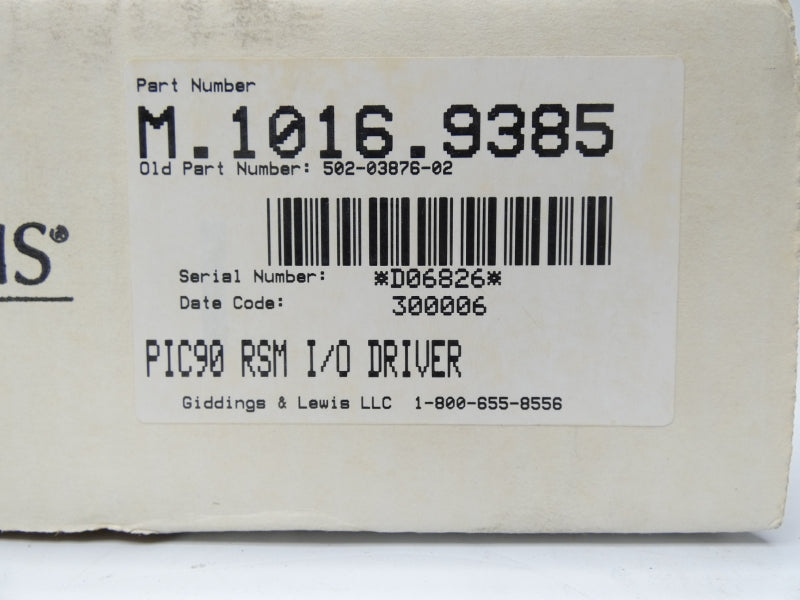 Part Number
M.1016.9385
Old Part Number: 502-03876-02
is®
Serial Number: *D06826*
Date Code: 300006
PIC90 RSM I/O DRIVER
Giddings & Lewis LLC 1-800-655-8556